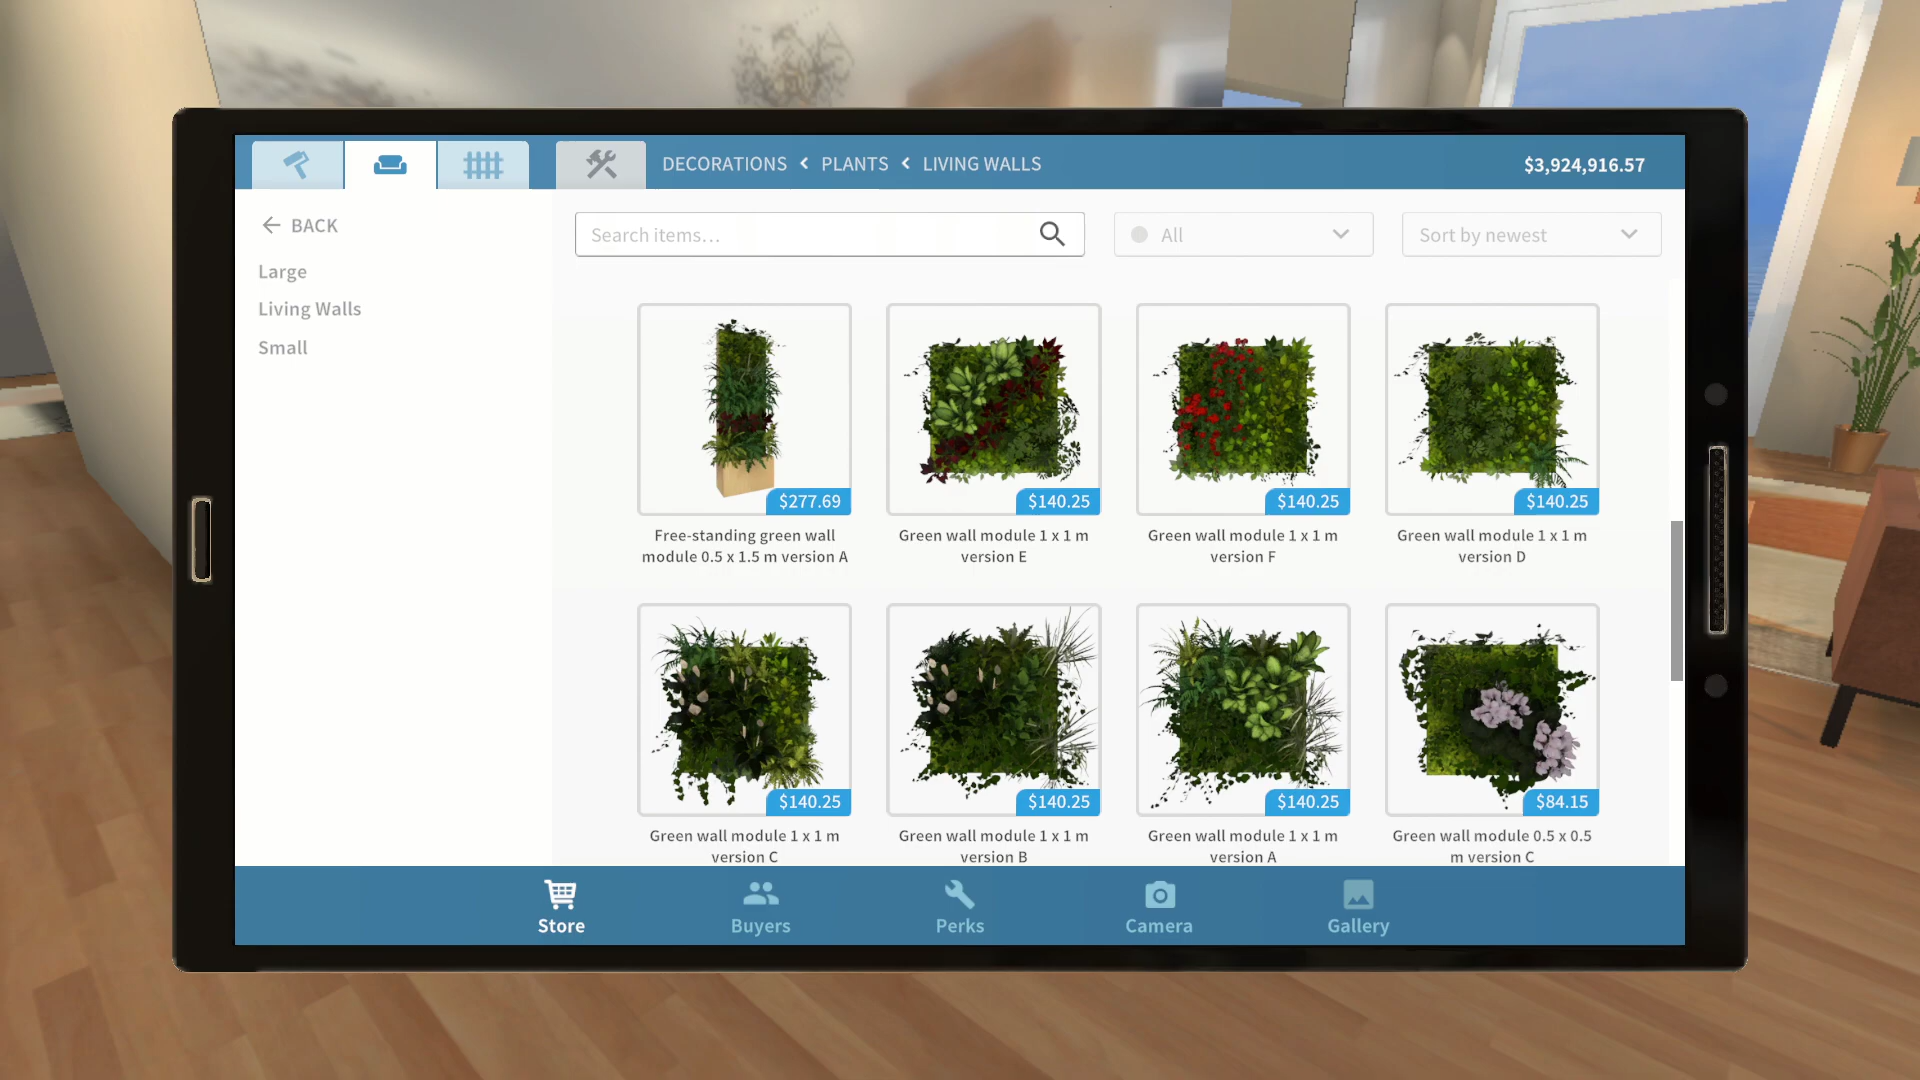 DECORATIONS < PLANTS < LIVING WALLS
$3,924,916.57
BACK
Large
Living Walls
Small
Search items...
All
Sort by newest
$277.69
$140.25
$140.25
$140.25
Free-standing green wall
module 0.5 x 1.5 m version A
Green wall module 1 x 1 m
version E
Green wall module 1 x 1 m
version F
Green wall module 1 x 1 m
version D
$140.25
$140.25
$140.25
$84.15
Green wall module 1 x 1 m
version C
Green wall module 1 x 1 m
version B
Green wall module 1 x 1 m
version A
Green wall module 0.5 x 0.5
m version C
Store
Buyers
Perks
Camera
Gallery